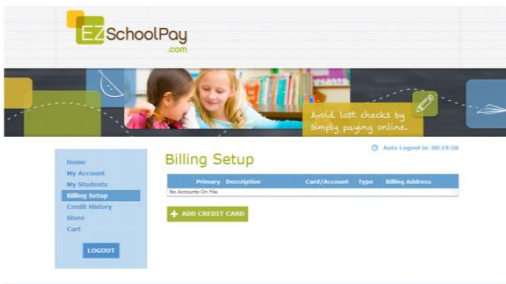 EZSchoolPay
.com
Avoid lost checks by
simply paying online.
Auto Logout in: 00:19:50
Home
My Account
My Students
Billing Setup
Credit History
Store
Cart
LOGOUT
Billing Setup
Primary Description Card/Account Type Billing Address
No Accounts On File
+ ADD CREDIT CARD